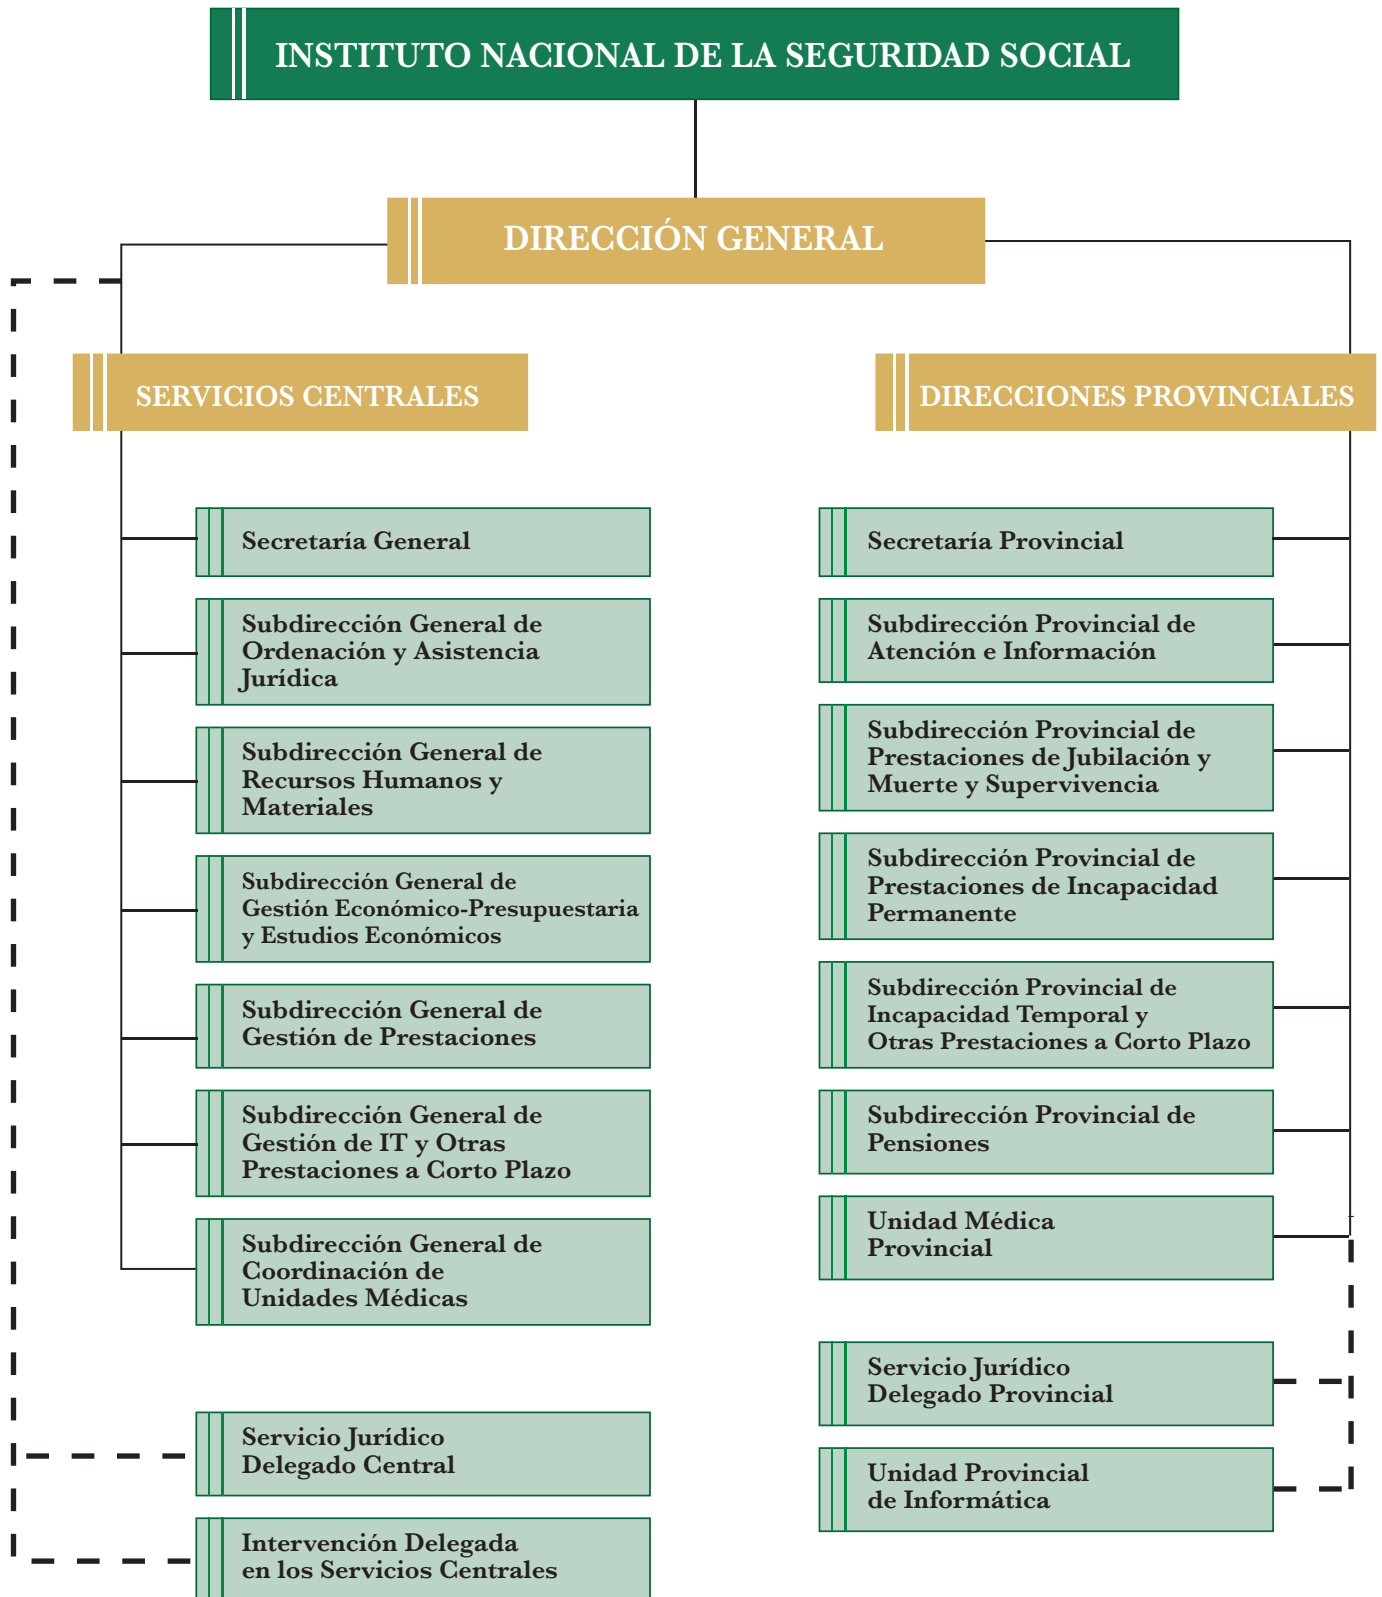 INSTITUTO NACIONAL DE LA SEGURIDAD SOCIAL
DIRECCIÓN GENERAL
SERVICIOS CENTRALES
Secretaría General
Subdirección General de
Ordenación y Asistencia
Jurídica
Subdirección General de
Recursos Humanos y
Materiales
Subdirección General de
Gestión Económico-Presupuestaria
y Estudios Económicos
Subdirección General de
Gestión de Prestaciones
Subdirección General de
Gestión de IT y Otras
Prestaciones a Corto Plazo
Subdirección General de
Coordinación de
Unidades Médicas
Servicio Jurídico
Delegado Central
Intervención Delegada
en los Servicios Centrales
DIRECCIONES PROVINCIALES
Secretaría Provincial
Subdirección Provincial de
Atención e Información
Subdirección Provincial de
Prestaciones de Jubilación y
Muerte y Supervivencia
Subdirección Provincial de
Prestaciones de Incapacidad
Permanente
Subdirección Provincial de
Incapacidad Temporal y
Otras Prestaciones a Corto Plazo
Subdirección Provincial de
Pensiones
Unidad Médica
Provincial
Servicio Jurídico
Delegado Provincial
Unidad Provincial
de Informática